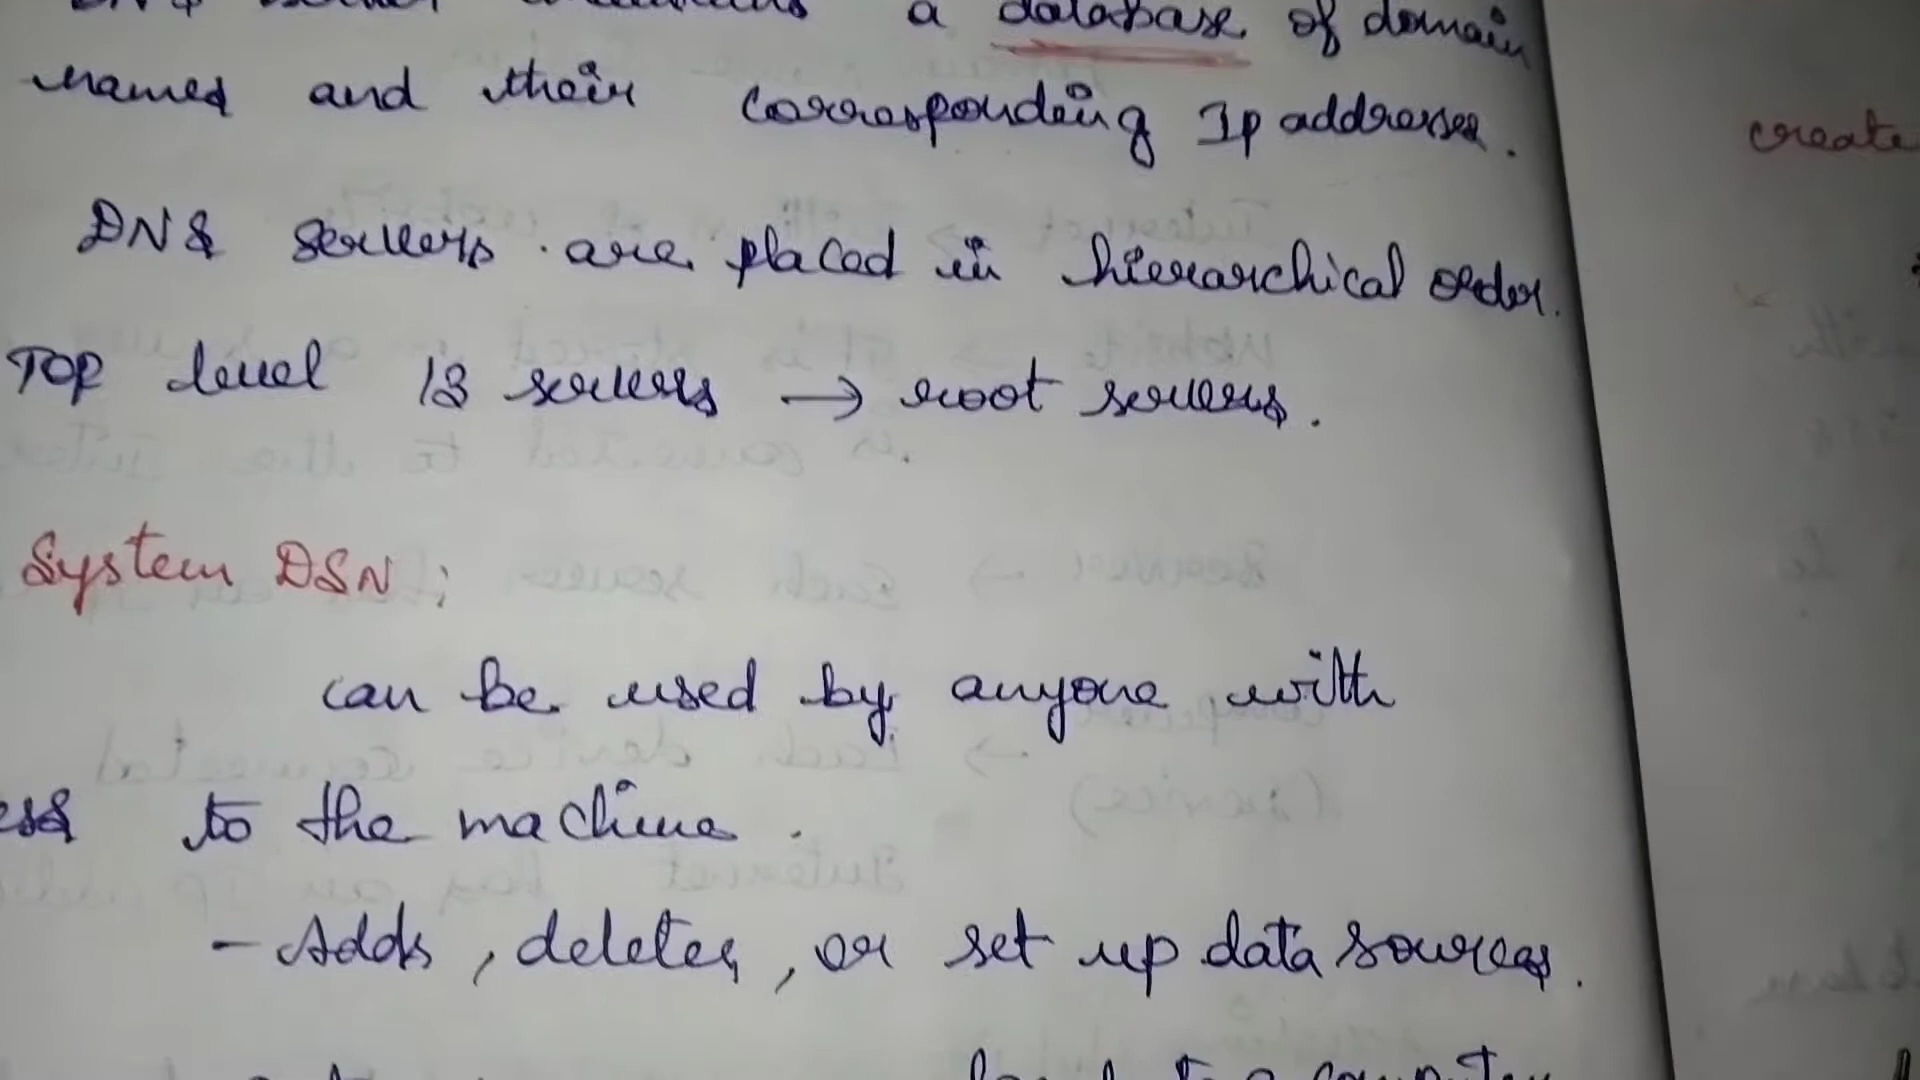 a database of domain
names and their corresponding Ip addresses.
DNS servers are placed in hierarchical order.
Top level 13 servers → root servers.
System DSN :
can be used by anyone with
to the machine.
- Adds, deletes, or set up data sources.
to a computer
create